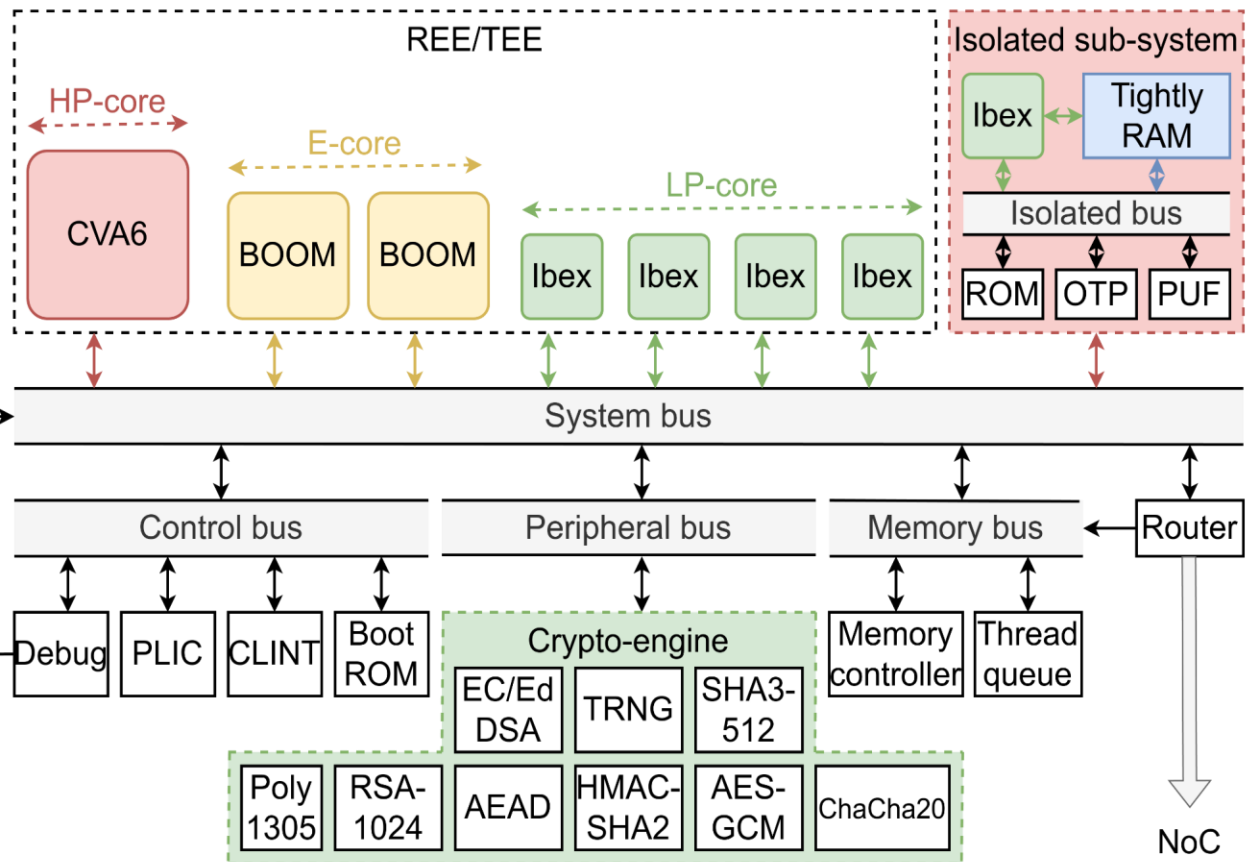 REE/TEE
Isolated sub-system
HP-core
E-core
LP-core
CVA6
BOOM
BOOM
Ibex
Ibex
Ibex
Ibex
Ibex
Tightly
RAM
Isolated bus
ROM
OTP
PUF
System bus
Control bus
Peripheral bus
Memory bus
Router
Debug
PLIC
CLINT
Boot
ROM
Crypto-engine
EC/Ed
DSA
TRNG
SHA3-
512
Poly
1305
RSA-
1024
AEAD
HMAC-
SHA2
AES-
GCM
ChaCha20
Memory
controller
Thread
queue
NoC